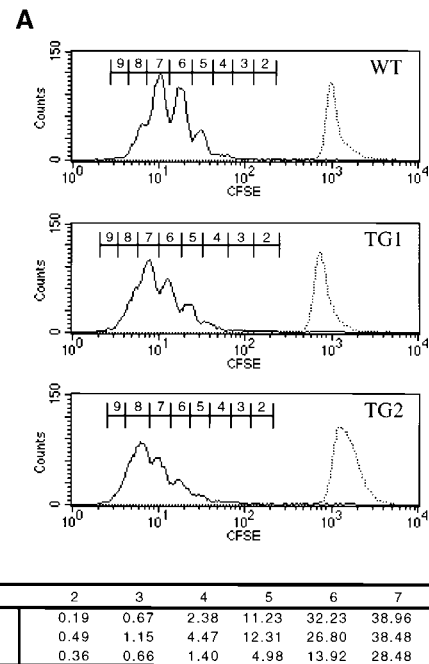 A
150
9 8 7 6 5 4 3 2
WT
Counts
0
10^0 10^1 10^2 10^3 10^4
CFSE
150
9 8 7 6 5 4 3 2
TG1
Counts
0
10^0 10^1 10^2 10^3 10^4
CFSE
150
9 8 7 6 5 4 3 2
TG2
Counts
0
10^0 10^1 10^2 10^3 10^4
CFSE
2 3 4 5 6 7
0.19 0.67 2.38 11.23 32.23 38.96
0.49 1.15 4.47 12.31 26.80 38.48
0.36 0.66 1.40 4.98 13.92 28.48